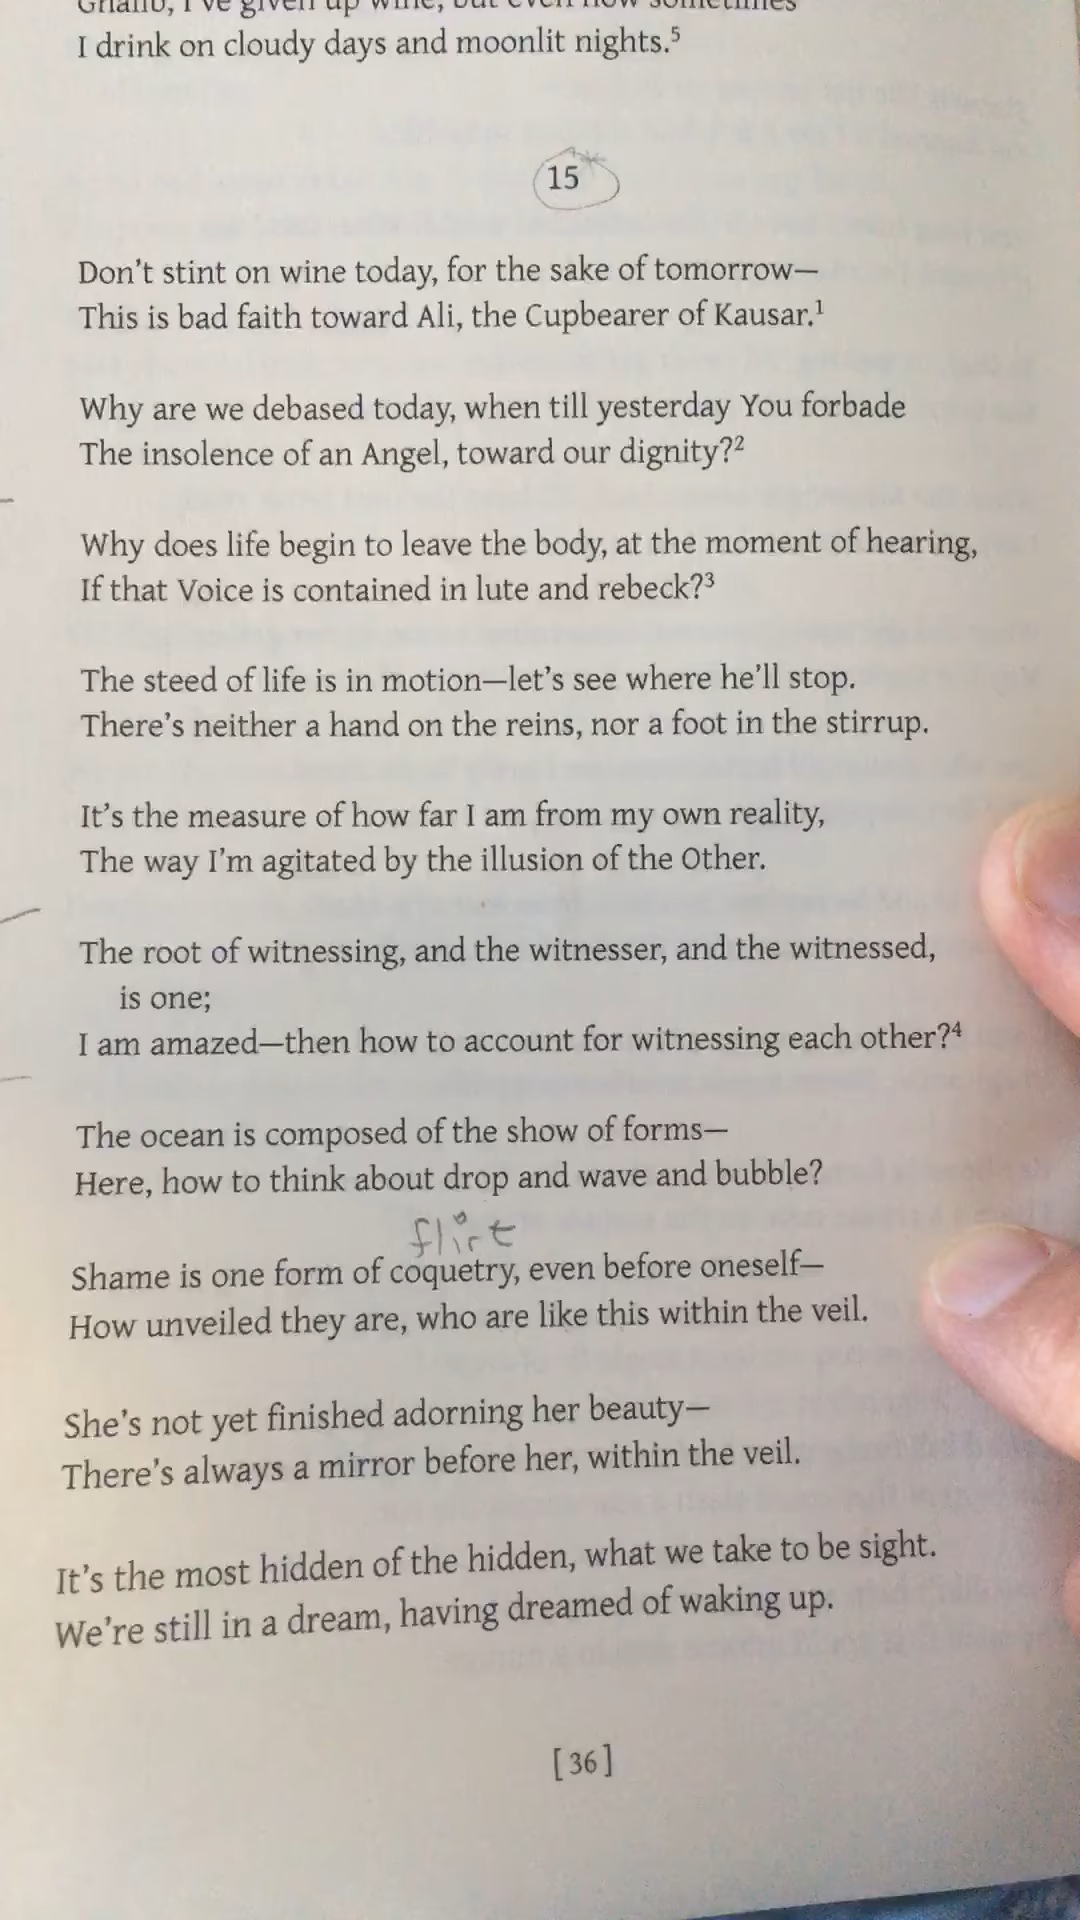 Ghalib, I've given up wine, but even now sometimes
I drink on cloudy days and moonlit nights.⁵
15
Don't stint on wine today, for the sake of tomorrow—
This is bad faith toward Ali, the Cupbearer of Kausar.¹
Why are we debased today, when till yesterday You forbade
The insolence of an Angel, toward our dignity?²
Why does life begin to leave the body, at the moment of hearing,
If that Voice is contained in lute and rebeck?³
The steed of life is in motion—let's see where he'll stop.
There's neither a hand on the reins, nor a foot in the stirrup.
It's the measure of how far I am from my own reality,
The way I'm agitated by the illusion of the Other.
The root of witnessing, and the witnesser, and the witnessed,
is one;
I am amazed—then how to account for witnessing each other?⁴
The ocean is composed of the show of forms—
Here, how to think about drop and wave and bubble?
flirt
Shame is one form of coquetry, even before oneself—
How unveiled they are, who are like this within the veil.
She's not yet finished adorning her beauty—
There's always a mirror before her, within the veil.
It's the most hidden of the hidden, what we take to be sight.
We're still in a dream, having dreamed of waking up.
[36]